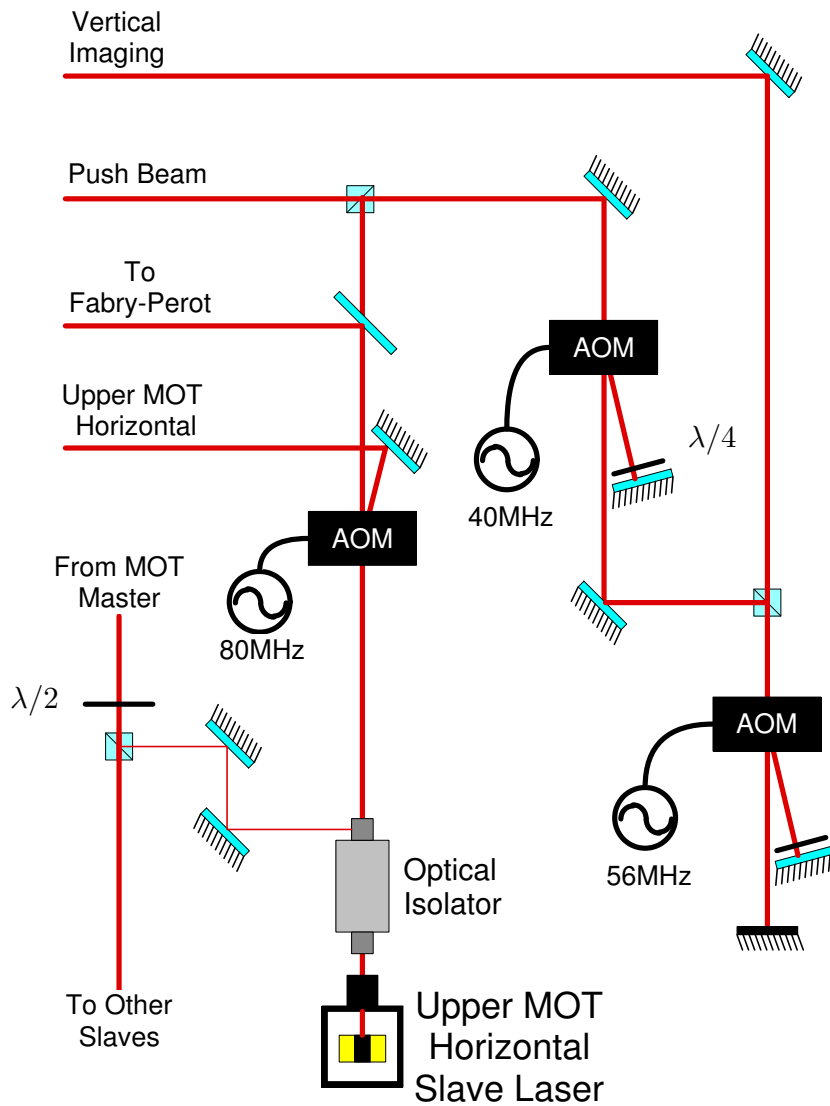 Vertical
Imaging
Push Beam
To
Fabry-Perot
Upper MOT
Horizontal
AOM
λ/4
40MHz
AOM
From MOT
Master
80MHz
λ/2
AOM
56MHz
Optical
Isolator
To Other
Slaves
Upper MOT
Horizontal
Slave Laser